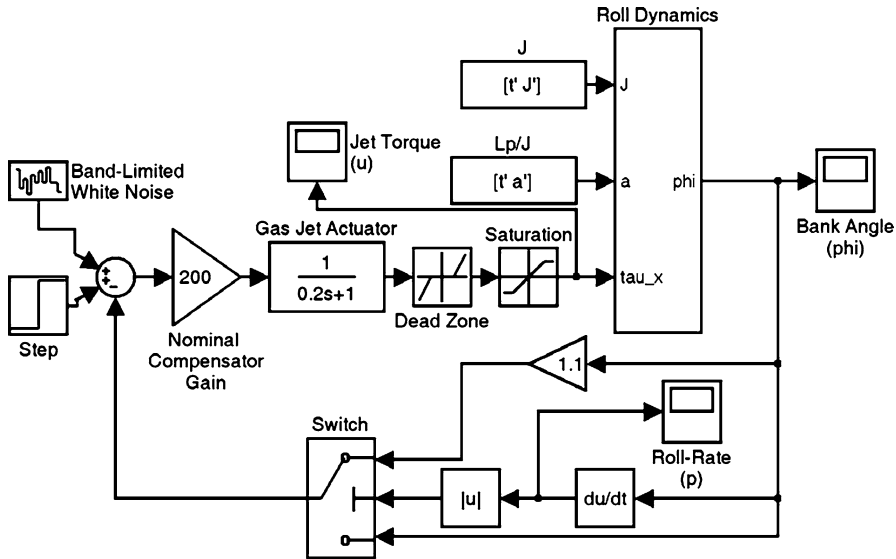 Roll Dynamics
J
[t' J']
J
Jet Torque
(u)
Lp/J
[t' a']
a
phi
Band-Limited
White Noise
Bank Angle
(phi)
Gas Jet Actuator
Saturation
200
1
0.2s+1
tau_x
Dead Zone
Step
Nominal
Compensator
Gain
1.1
Switch
Roll-Rate
(p)
|u|
du/dt